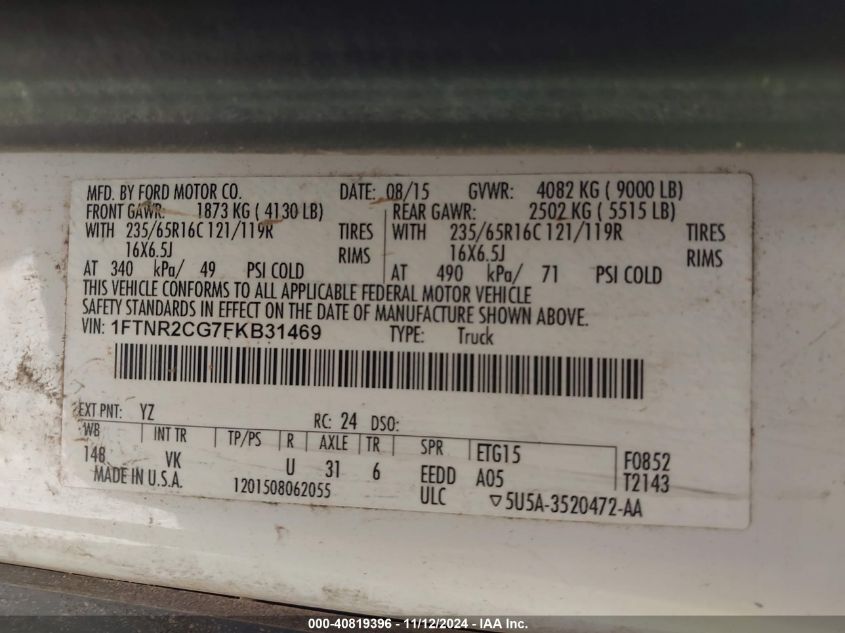 MFD. BY FORD MOTOR CO. DATE: 08/15 GVWR: 4082 KG ( 9000 LB)
FRONT GAWR: 1873 KG ( 4130 LB) REAR GAWR: 2502 KG ( 5515 LB)
WITH 235/65R16C 121/119R TIRES WITH 235/65R16C 121/119R TIRES
16X6.5J RIMS 16X6.5J RIMS
AT 340 kPa/ 49 PSI COLD AT 490 kPa/ 71 PSI COLD
THIS VEHICLE CONFORMS TO ALL APPLICABLE FEDERAL MOTOR VEHICLE
SAFETY STANDARDS IN EFFECT ON THE DATE OF MANUFACTURE SHOWN ABOVE.
VIN: 1FTNR2CG7FKB31469 TYPE: Truck
EXT PNT: YZ RC: 24 DSO:
WB INT TR TP/PS R AXLE TR SPR ETG15 F0852
148 VK U 31 6 EEDD A05 T2143
MADE IN U.S.A. 1201508062055 ULC ▽5U5A-3520472-AA
000-40819396 - 11/12/2024 - IAA Inc.